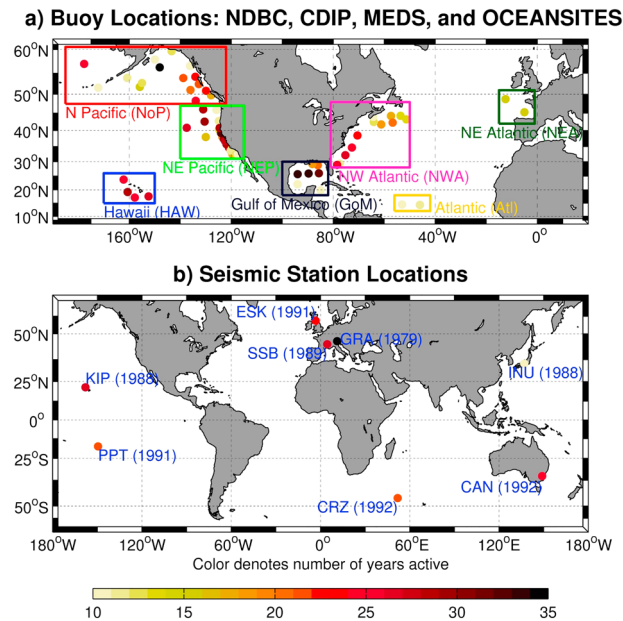 a) Buoy Locations: NDBC, CDIP, MEDS, and OCEANSITES
60°N
50°N
40°N
30°N
20°N
10°N
N Pacific (NoP)
NE Pacific (NEP)
Hawaii (HAW)
Gulf of Mexico (GoM)
NW Atlantic (NWA)
Atlantic (Atl)
NE Atlantic (NEA)
160°W 120°W 80°W 40°W 0°
b) Seismic Station Locations
50°N
25°N
0°
25°S
50°S
ESK (1991)
GRA (1979)
SSB (1989)
KIP (1988)
INU (1988)
PPT (1991)
CAN (1992)
CRZ (1992)
180°W 120°W 60°W 0° 60°E 120°E 180°W
Color denotes number of years active
10 15 20 25 30 35